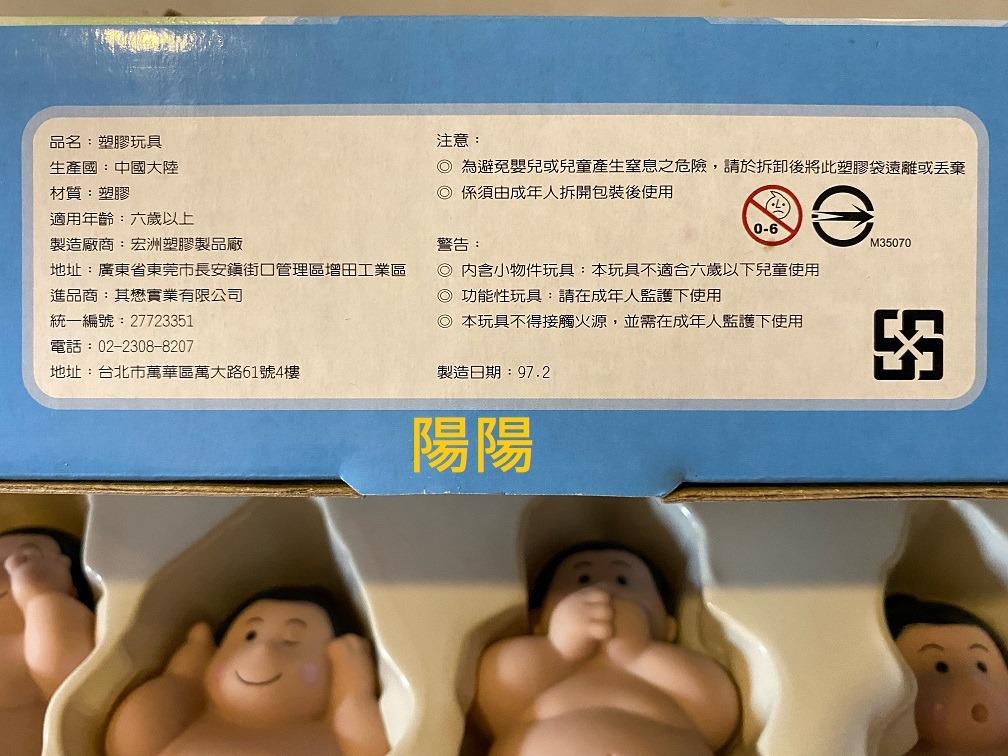 品名：塑膠玩具
生產國：中國大陸
材質：塑膠
適用年齡：六歲以上
製造廠商：宏洲塑膠製品廠
地址：廣東省東莞市長安鎮街口管理區增田工業區
進品商：其懋實業有限公司
統一編號：27723351
電話：02-2308-8207
地址：台北市萬華區萬大路61號4樓
注意：
◎ 為避免嬰兒或兒童產生窒息之危險，請於拆卸後將此塑膠袋遠離或丟棄
◎ 係須由成年人拆開包裝後使用
0-6
M35070
警告：
◎ 內含小物件玩具：本玩具不適合六歲以下兒童使用
◎ 功能性玩具：請在成年人監護下使用
◎ 本玩具不得接觸火源，並需在成年人監護下使用
製造日期：97.2
陽陽